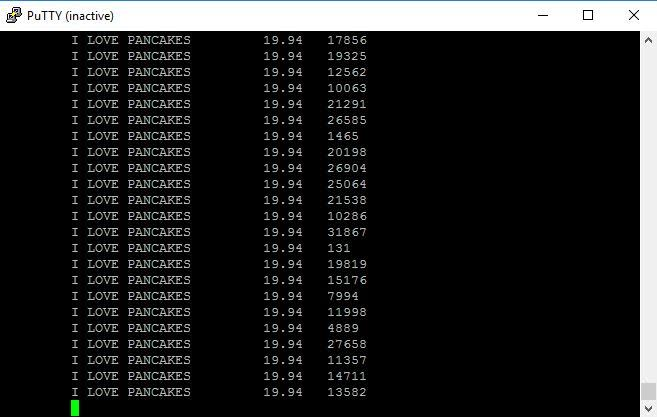 PuTTY (inactive)
I LOVE PANCAKES 19.94 17856
I LOVE PANCAKES 19.94 19325
I LOVE PANCAKES 19.94 12562
I LOVE PANCAKES 19.94 10063
I LOVE PANCAKES 19.94 21291
I LOVE PANCAKES 19.94 26585
I LOVE PANCAKES 19.94 1465
I LOVE PANCAKES 19.94 20198
I LOVE PANCAKES 19.94 26904
I LOVE PANCAKES 19.94 25064
I LOVE PANCAKES 19.94 21538
I LOVE PANCAKES 19.94 10286
I LOVE PANCAKES 19.94 31867
I LOVE PANCAKES 19.94 131
I LOVE PANCAKES 19.94 19819
I LOVE PANCAKES 19.94 15176
I LOVE PANCAKES 19.94 7994
I LOVE PANCAKES 19.94 11998
I LOVE PANCAKES 19.94 4889
I LOVE PANCAKES 19.94 27658
I LOVE PANCAKES 19.94 11357
I LOVE PANCAKES 19.94 14711
I LOVE PANCAKES 19.94 13582